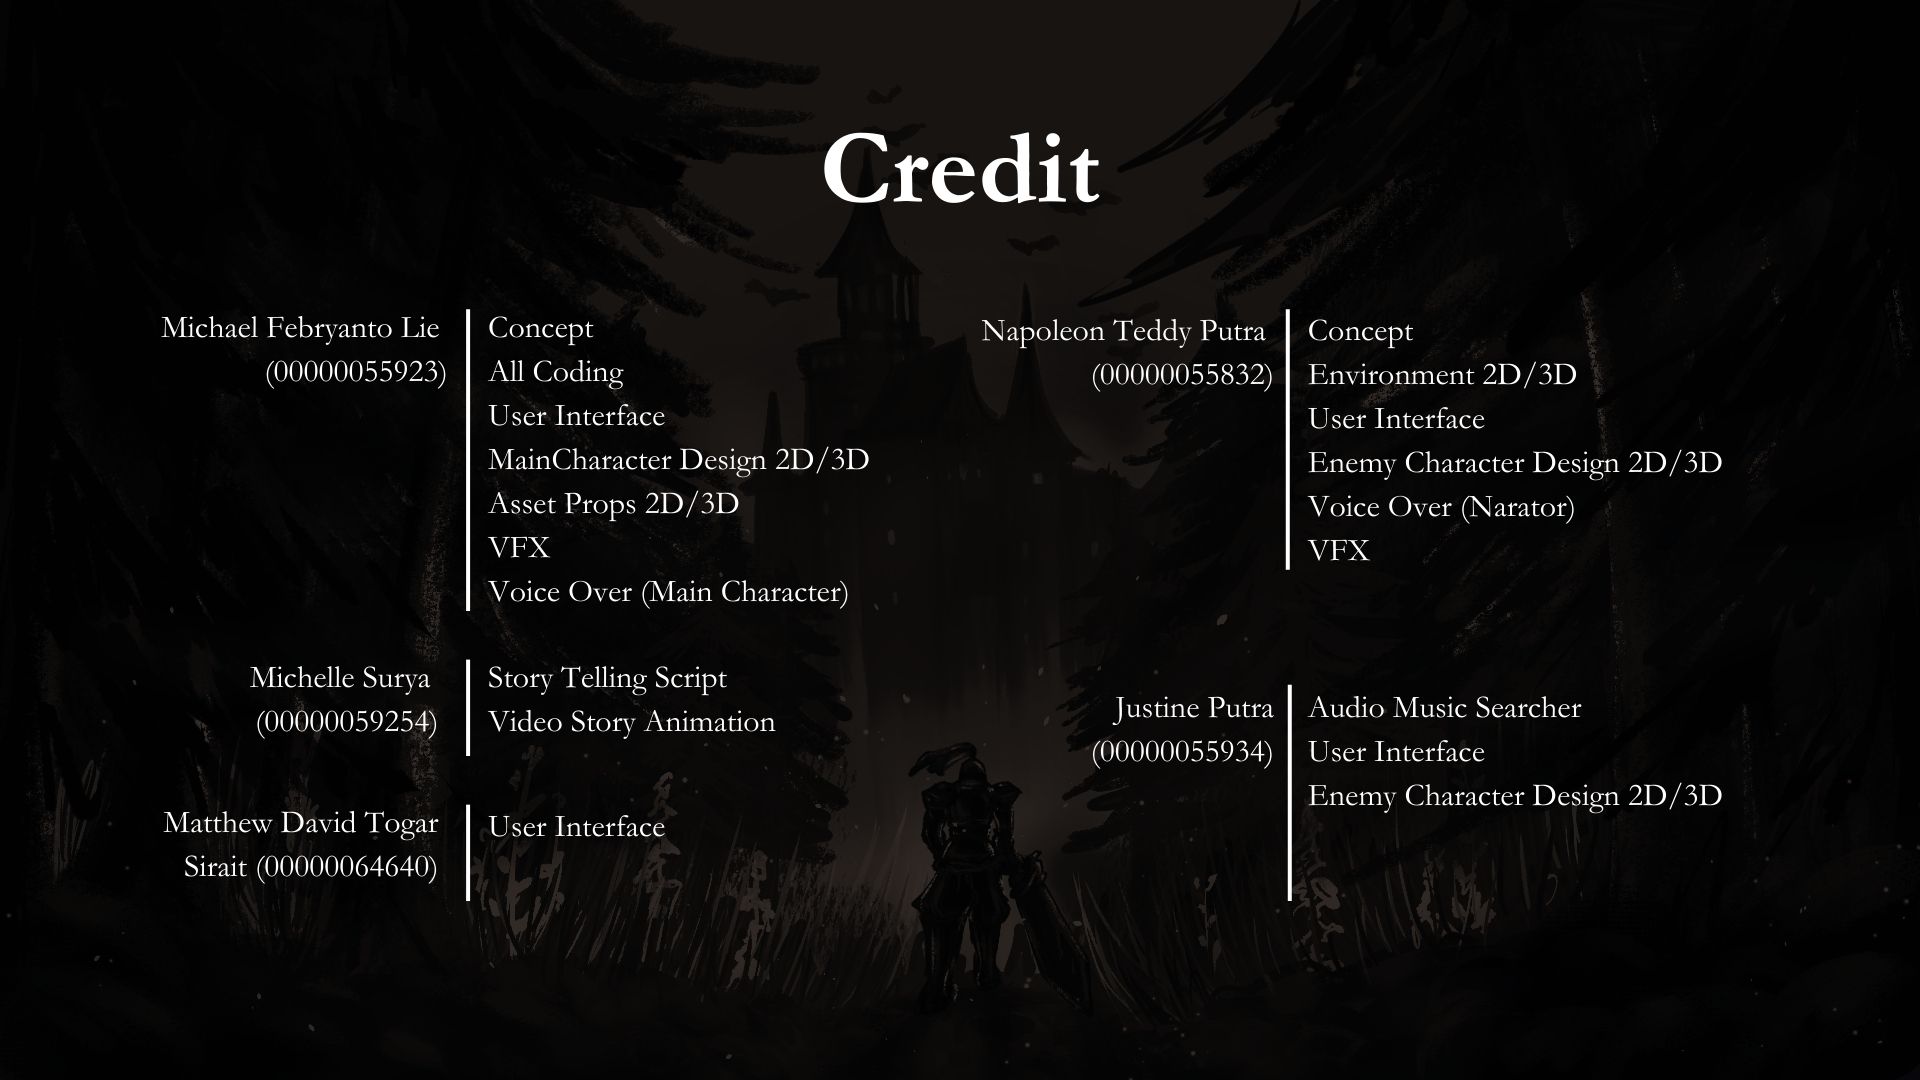 Credit
Michael Febryanto Lie
(00000055923)
Concept
All Coding
User Interface
MainCharacter Design 2D/3D
Asset Props 2D/3D
VFX
Voice Over (Main Character)
Michelle Surya
(00000059254)
Story Telling Script
Video Story Animation
Matthew David Togar
Sirait (00000064640)
User Interface
Napoleon Teddy Putra
(00000055832)
Concept
Environment 2D/3D
User Interface
Enemy Character Design 2D/3D
Voice Over (Narator)
VFX
Justine Putra
(00000055934)
Audio Music Searcher
User Interface
Enemy Character Design 2D/3D